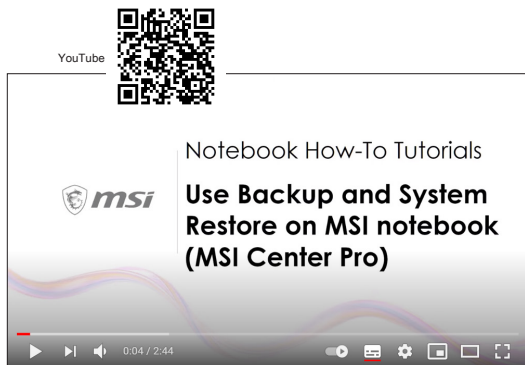 YouTube
Notebook How-To Tutorials
msi
Use Backup and System
Restore on MSI notebook
(MSI Center Pro)
0:04 / 2:44